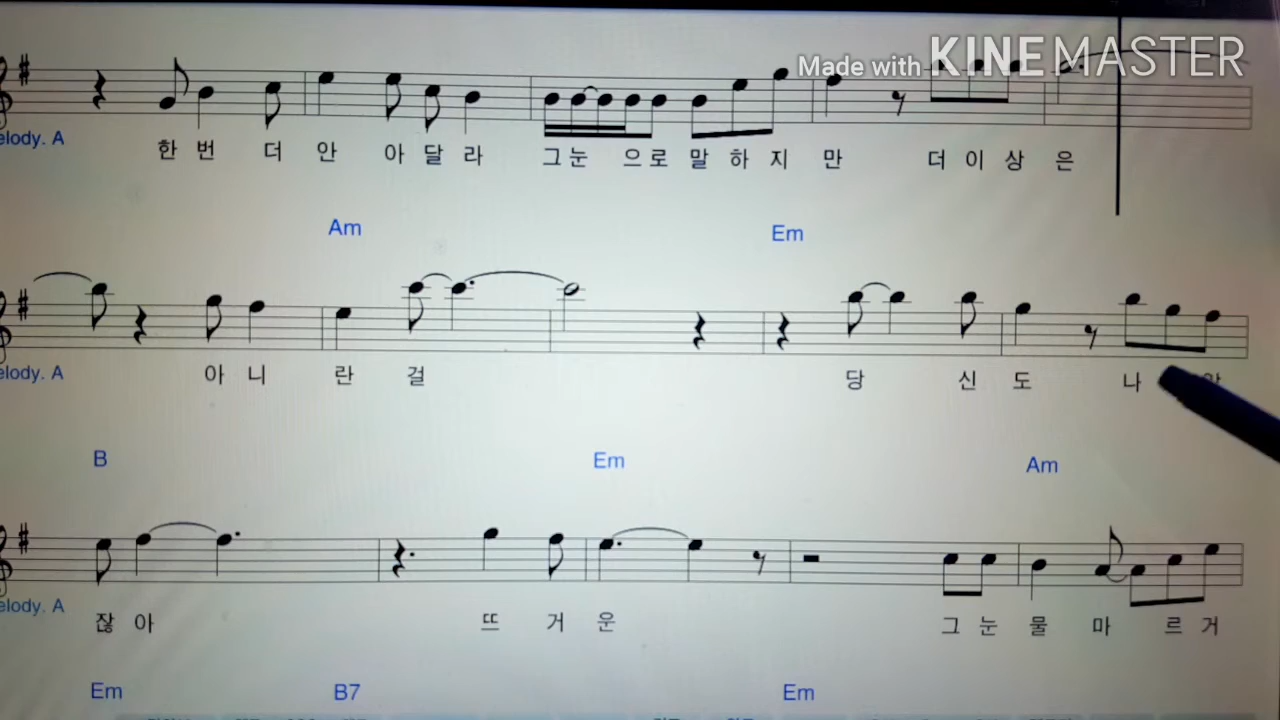 Made with KINEMASTER
elody. A
한 번 더 안 아 달 라 그 눈 으 로 말 하 지 만 더 이 상 은
Am Em
elody. A
아 니 란 걸 당 신 도 나
B Em Am
elody. A
잖 아 뜨 거 운 그 눈 물 마 르 거
Em B7 Em